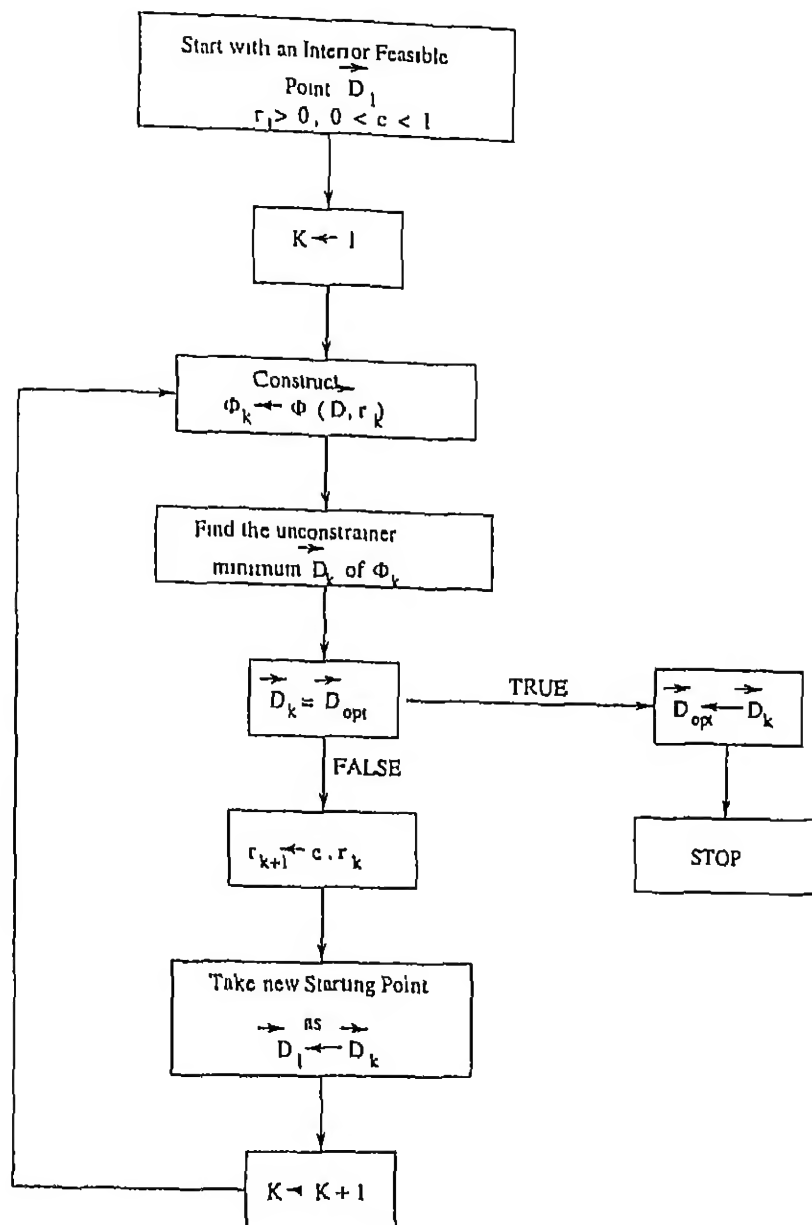 Start with an Interior Feasible
Point D₁
r₁ > 0, 0 < c < 1
K ← 1
Construct
Φₖ ← Φ (D, rₖ)
Find the unconstrainer
minimum Dₖ of Φₖ
Dₖ = Dₒₚₜ
TRUE
Dₒₚₜ ← Dₖ
FALSE
STOP
rₖ₊₁ ← c . rₖ
Take new Starting Point
as
D₁ ← Dₖ
K ← K + 1